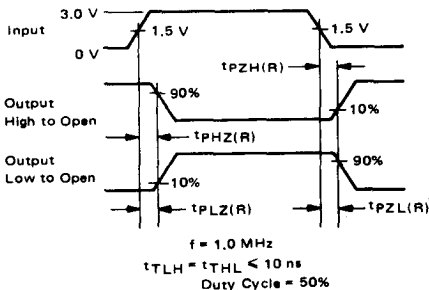 3.0 V
Input
1.5 V
1.5 V
0 V
tPZH(R)
Output
High to Open
90%
10%
tPHZ(R)
Output
Low to Open
90%
10%
tPLZ(R)
tPZL(R)
f = 1.0 MHz
tTLH = tTHL ≤ 10 ns
Duty Cycle = 50%